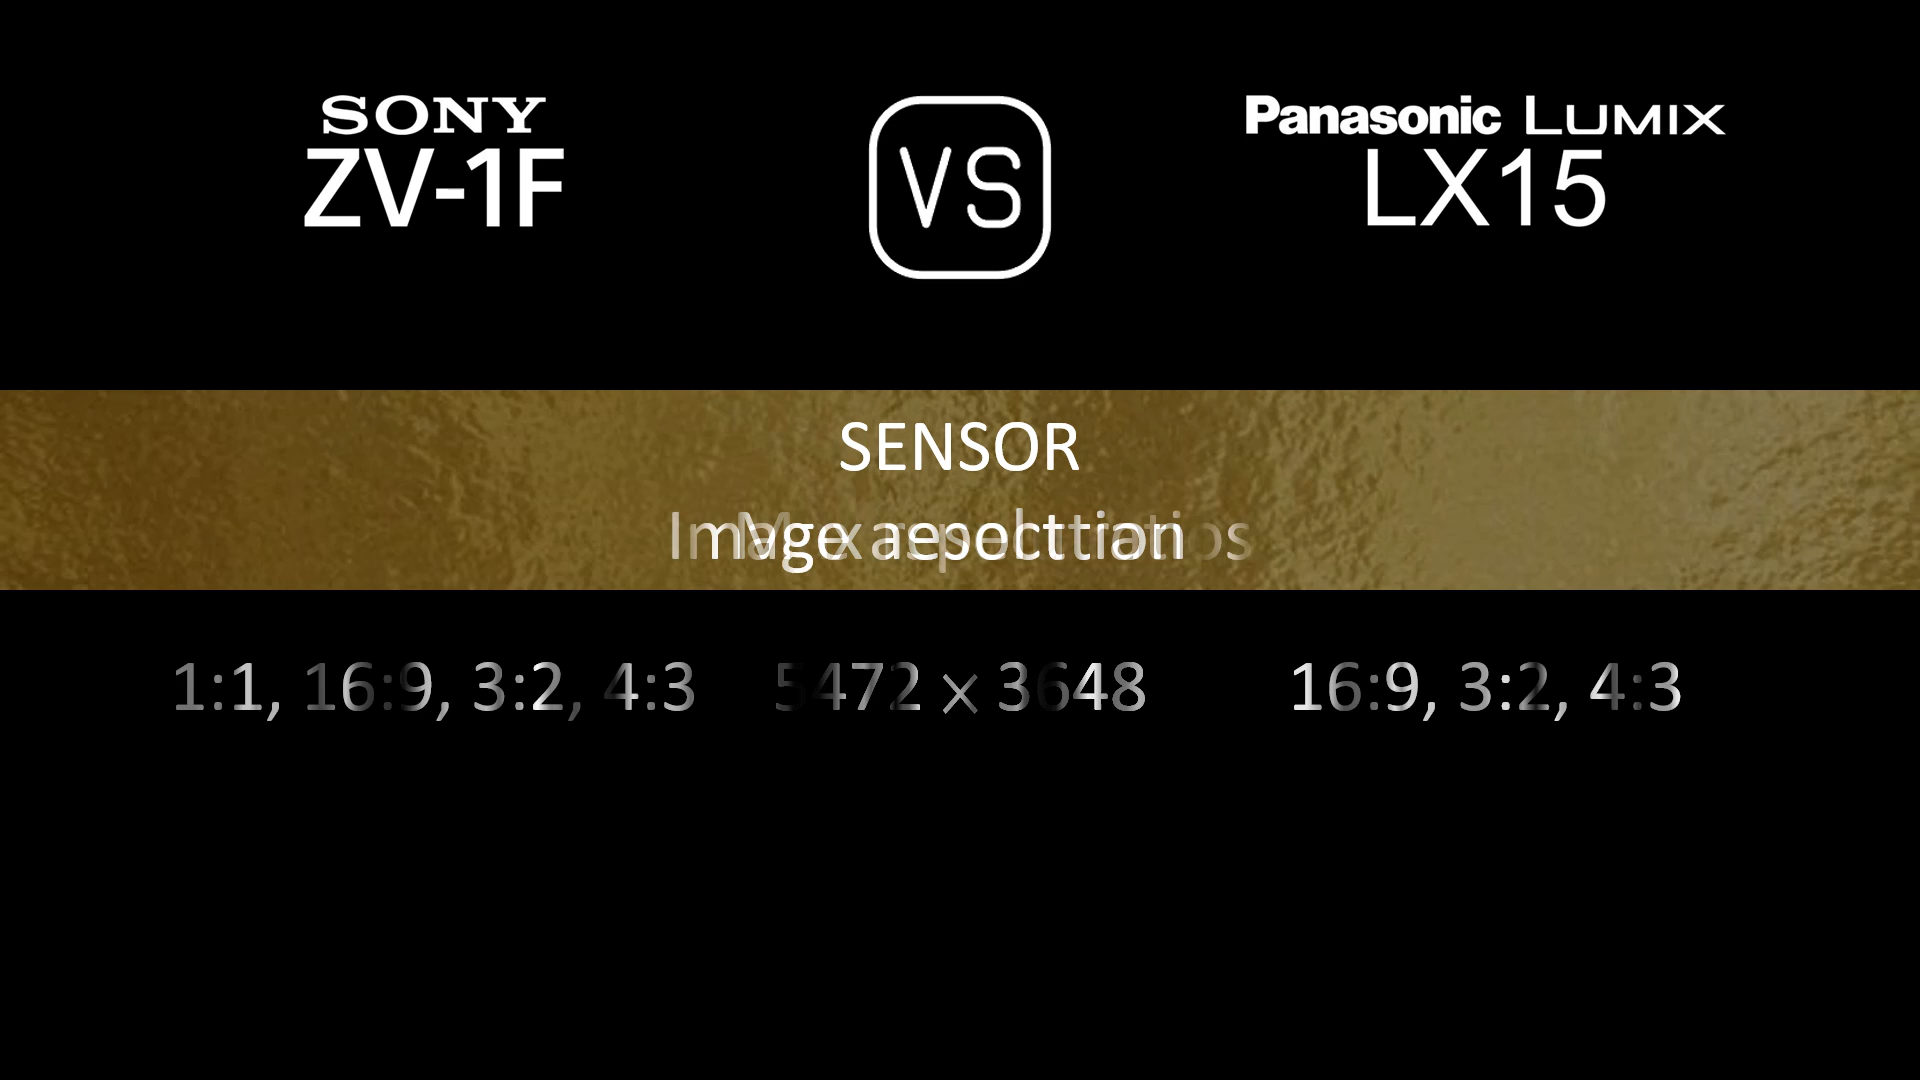 SONY
ZV-1F
VS
Panasonic LUMIX
LX15
SENSOR
1:1, 16:9, 3:2, 4:3
5472 x 3648
16:9, 3:2, 4:3